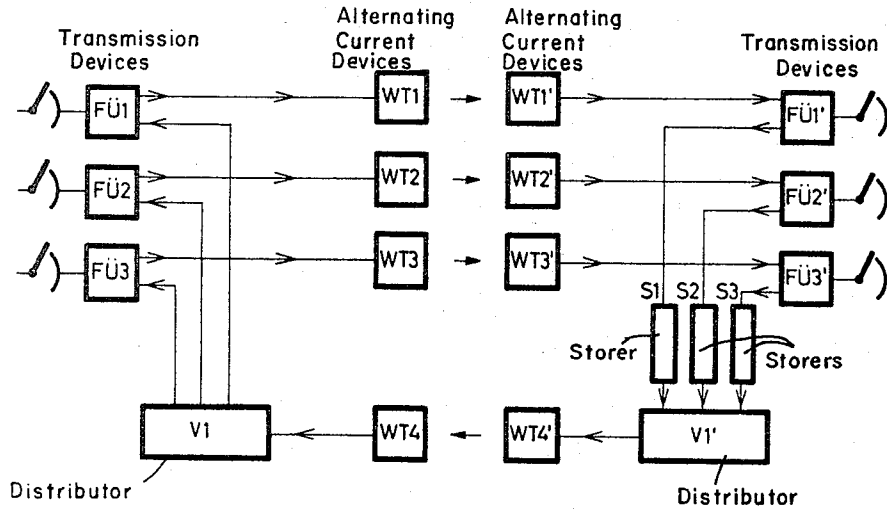 Transmission
Devices
Alternating
Current
Devices
Alternating
Current
Devices
Transmission
Devices
FÜ1
WT1
WT1'
FÜ1'
FÜ2
WT2
WT2'
FÜ2'
FÜ3
WT3
WT3'
FÜ3'
S1
S2
S3
Storer
Storers
V1
WT4
WT4'
V1'
Distributor
Distributor